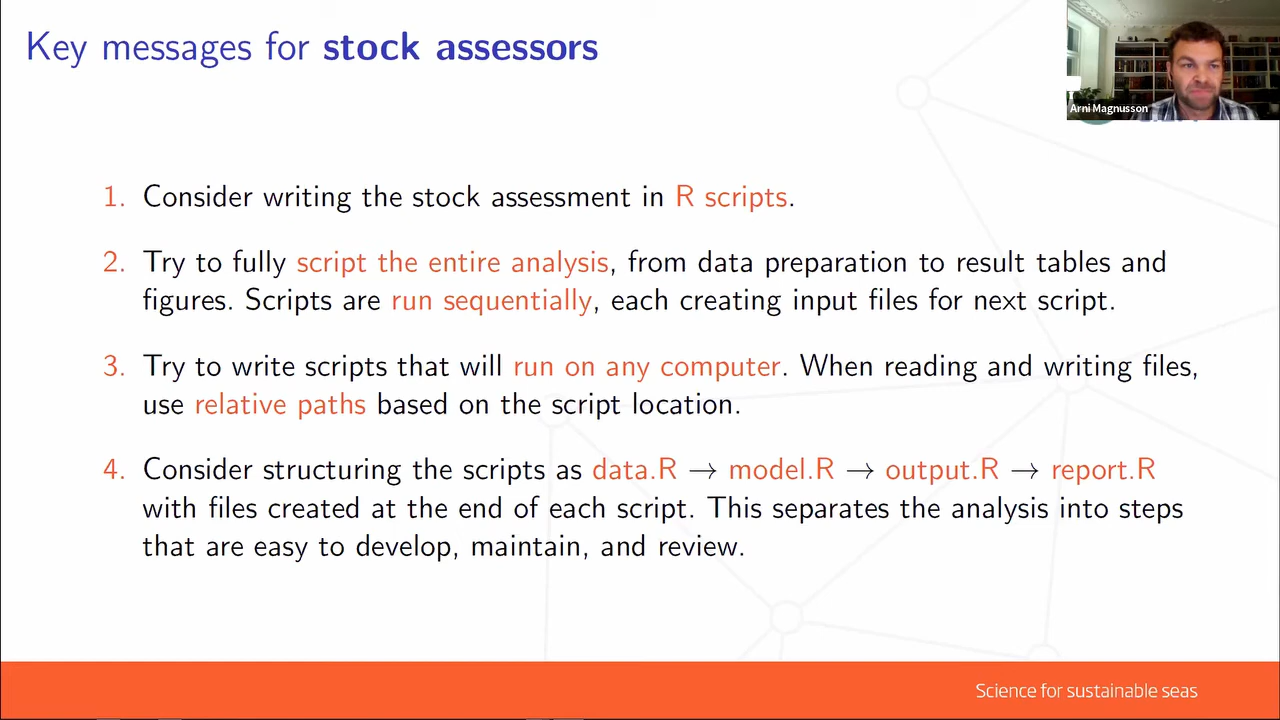 Key messages for stock assessors
Arni Magnusson
1. Consider writing the stock assessment in R scripts.
2. Try to fully script the entire analysis, from data preparation to result tables and
figures. Scripts are run sequentially, each creating input files for next script.
3. Try to write scripts that will run on any computer. When reading and writing files,
use relative paths based on the script location.
4. Consider structuring the scripts as data.R → model.R → output.R → report.R
with files created at the end of each script. This separates the analysis into steps
that are easy to develop, maintain, and review.
Science for sustainable seas